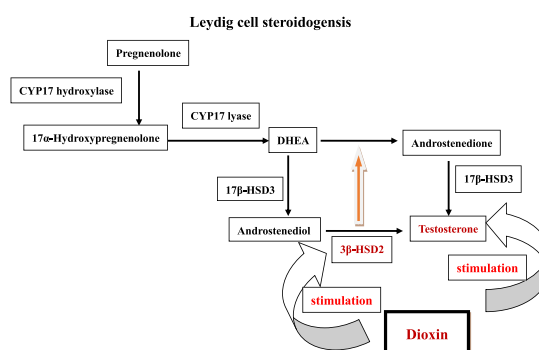 Leydig cell steroidogensis
Pregnenolone
CYP17 hydroxylase
CYP17 lyase
17α-Hydroxypregnenolone
DHEA
Androstenedione
17β-HSD3
17β-HSD3
Androstenediol
Testosterone
3β-HSD2
stimulation
stimulation
Dioxin